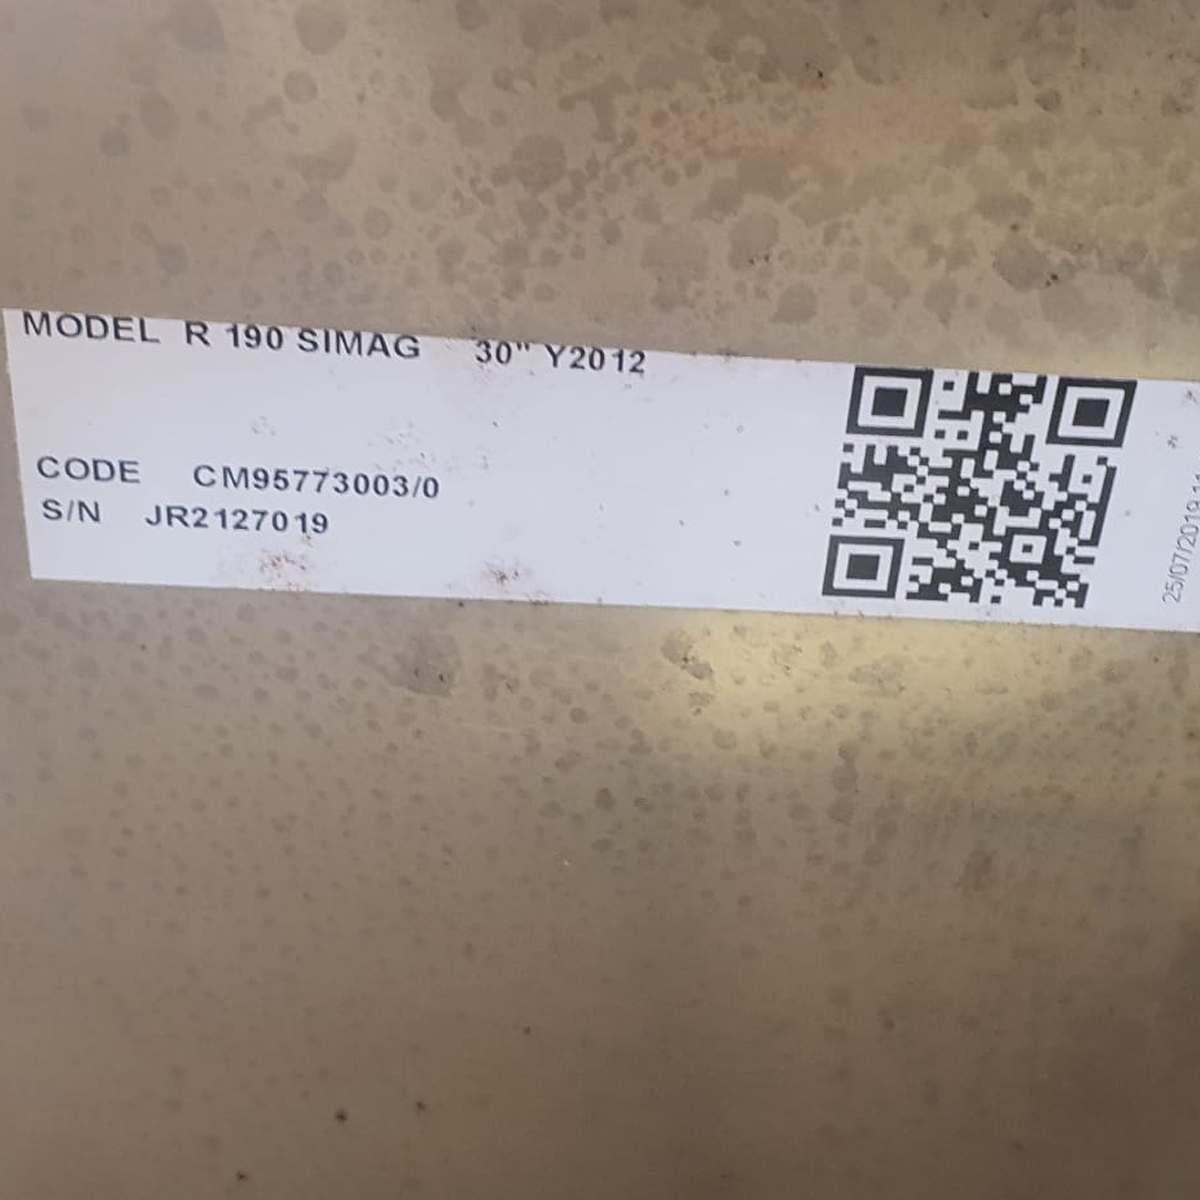 MODEL R 190 SIMAG 30" Y2012
CODE CM95773003/0
S/N JR2127019
25/07/2019